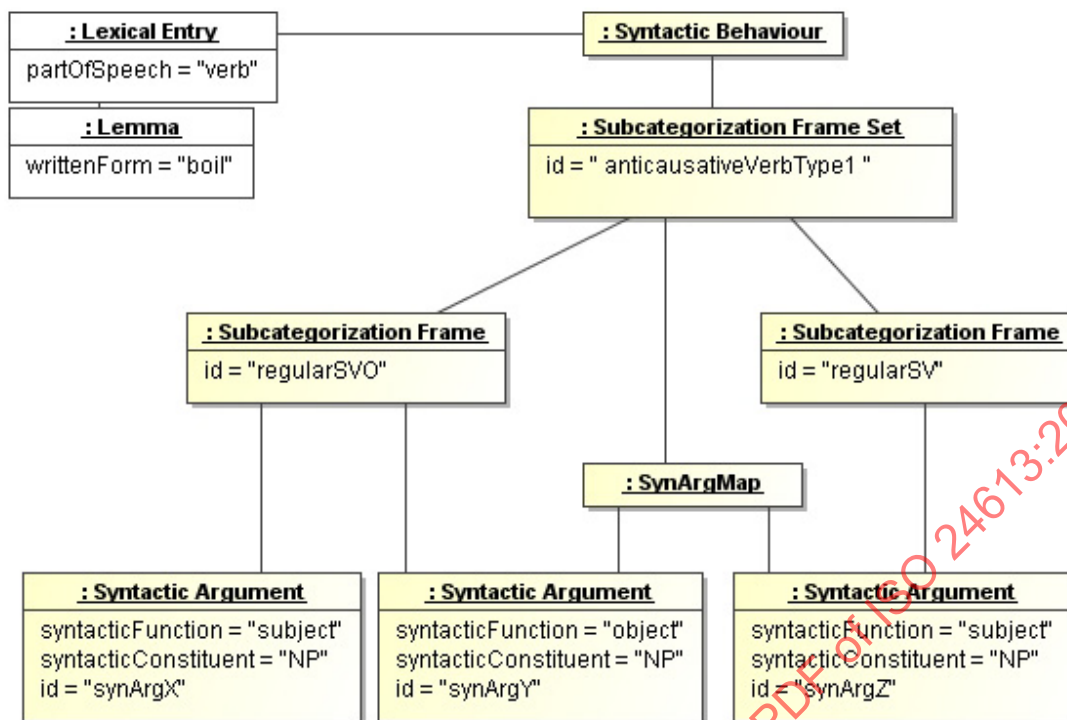 : Lexical Entry
partOfSpeech = "verb"
: Lemma
writtenForm = "boil"
: Syntactic Behaviour
: Subcategorization Frame Set
id = " anticausativeVerbType1 "
: Subcategorization Frame
id = "regularSVO"
: Subcategorization Frame
id = "regularSV"
: SynArgMap
: Syntactic Argument
syntacticFunction = "subject"
syntacticConstituent = "NP"
id = "synArgX"
: Syntactic Argument
syntacticFunction = "object"
syntacticConstituent = "NP"
id = "synArgY"
: Syntactic Argument
syntacticFunction = "subject"
syntacticConstituent = "NP"
id = "synArgZ"
PDF of ISO 24613:20